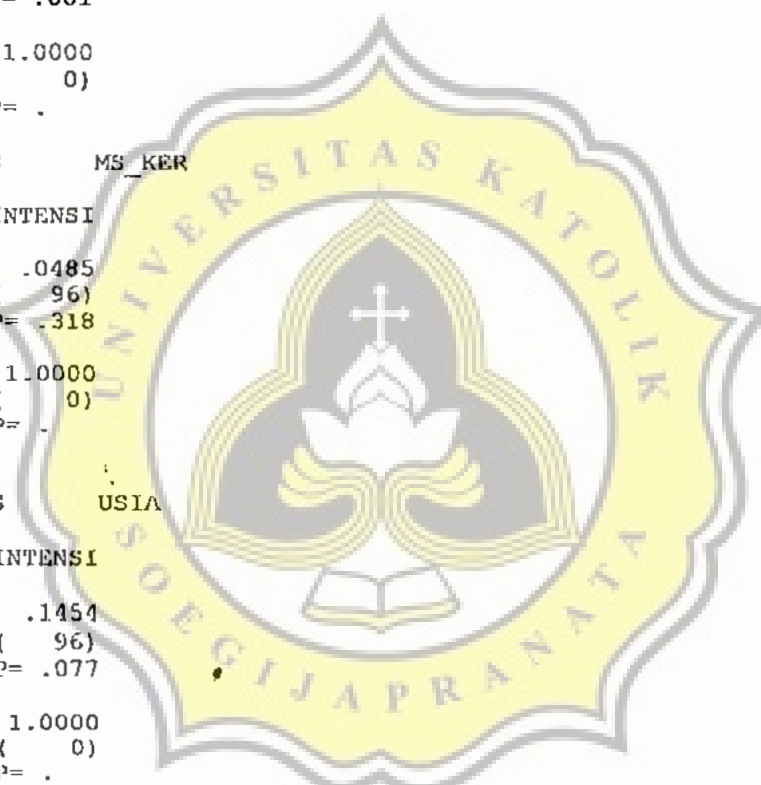 = .001
1.0000
0)
= .
MS_KER
INTENSI
.0485
96)
= .318
1.0000
( 0)
P= .
S USIA
INTENSI
.1454
( 96)
P= .077
1.0000
( 0)
P= .
UNIVERSITAS KATOLIK
SOEGIJAPRANATA